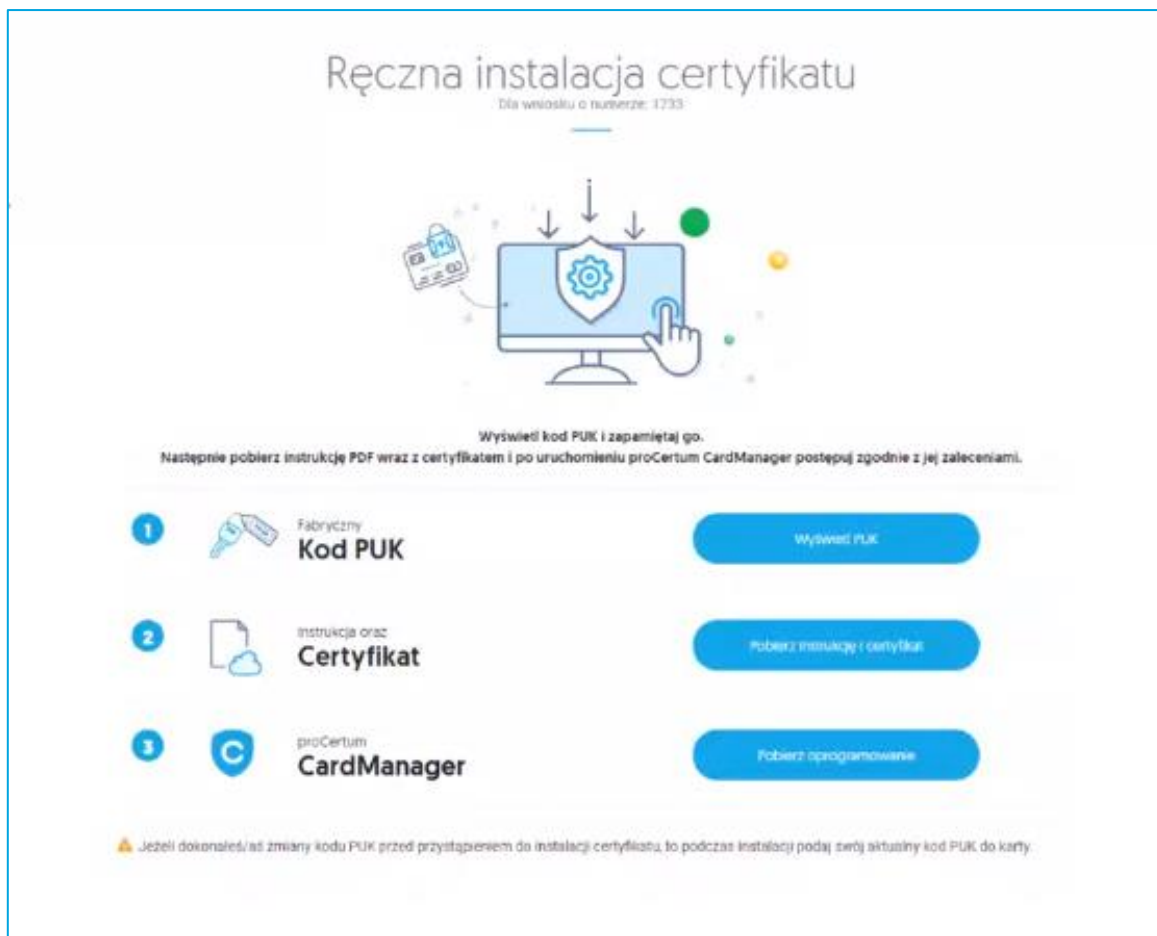 Ręczna instalacja certyfikatu
Dla wniosku o numerze: 1733
Wyświetl kod PUK i zapamiętaj go.
Następnie pobierz instrukcję PDF wraz z certyfikatem i po uruchomieniu proCertum CardManager postępuj zgodnie z jej zaleceniami.
1
Fabryczny
Kod PUK
Wyświetl PUK
2
Instrukcja oraz
Certyfikat
Pobierz instrukcję i certyfikat
3
proCertum
CardManager
Pobierz oprogramowanie
Jeżeli dokonałeś/aś zmiany kodu PUK przed przystąpieniem do instalacji certyfikatu, to podczas instalacji podaj swój aktualny kod PUK do karty.